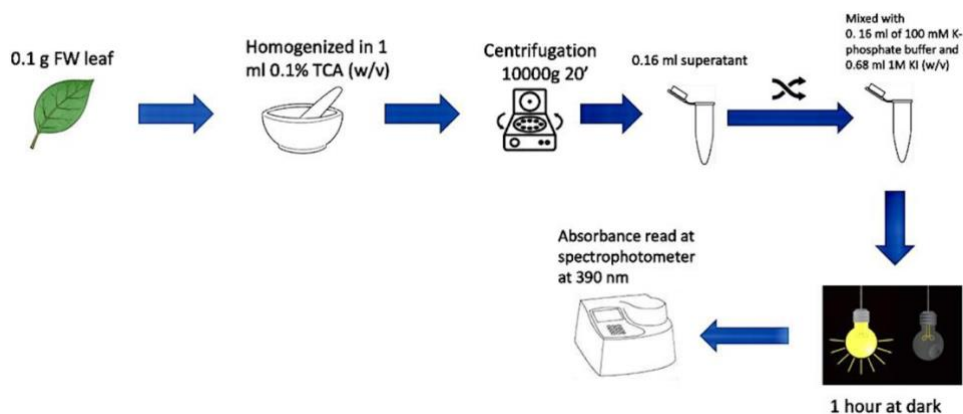 0.1 g FW leaf
Homogenized in 1
ml 0.1% TCA (w/v)
Centrifugation
10000g 20'
0.16 ml superatant
Mixed with
0. 16 ml of 100 mM K-
phosphate buffer and
0.68 ml 1M KI (w/v)
1 hour at dark
Absorbance read at
spectrophotometer
at 390 nm